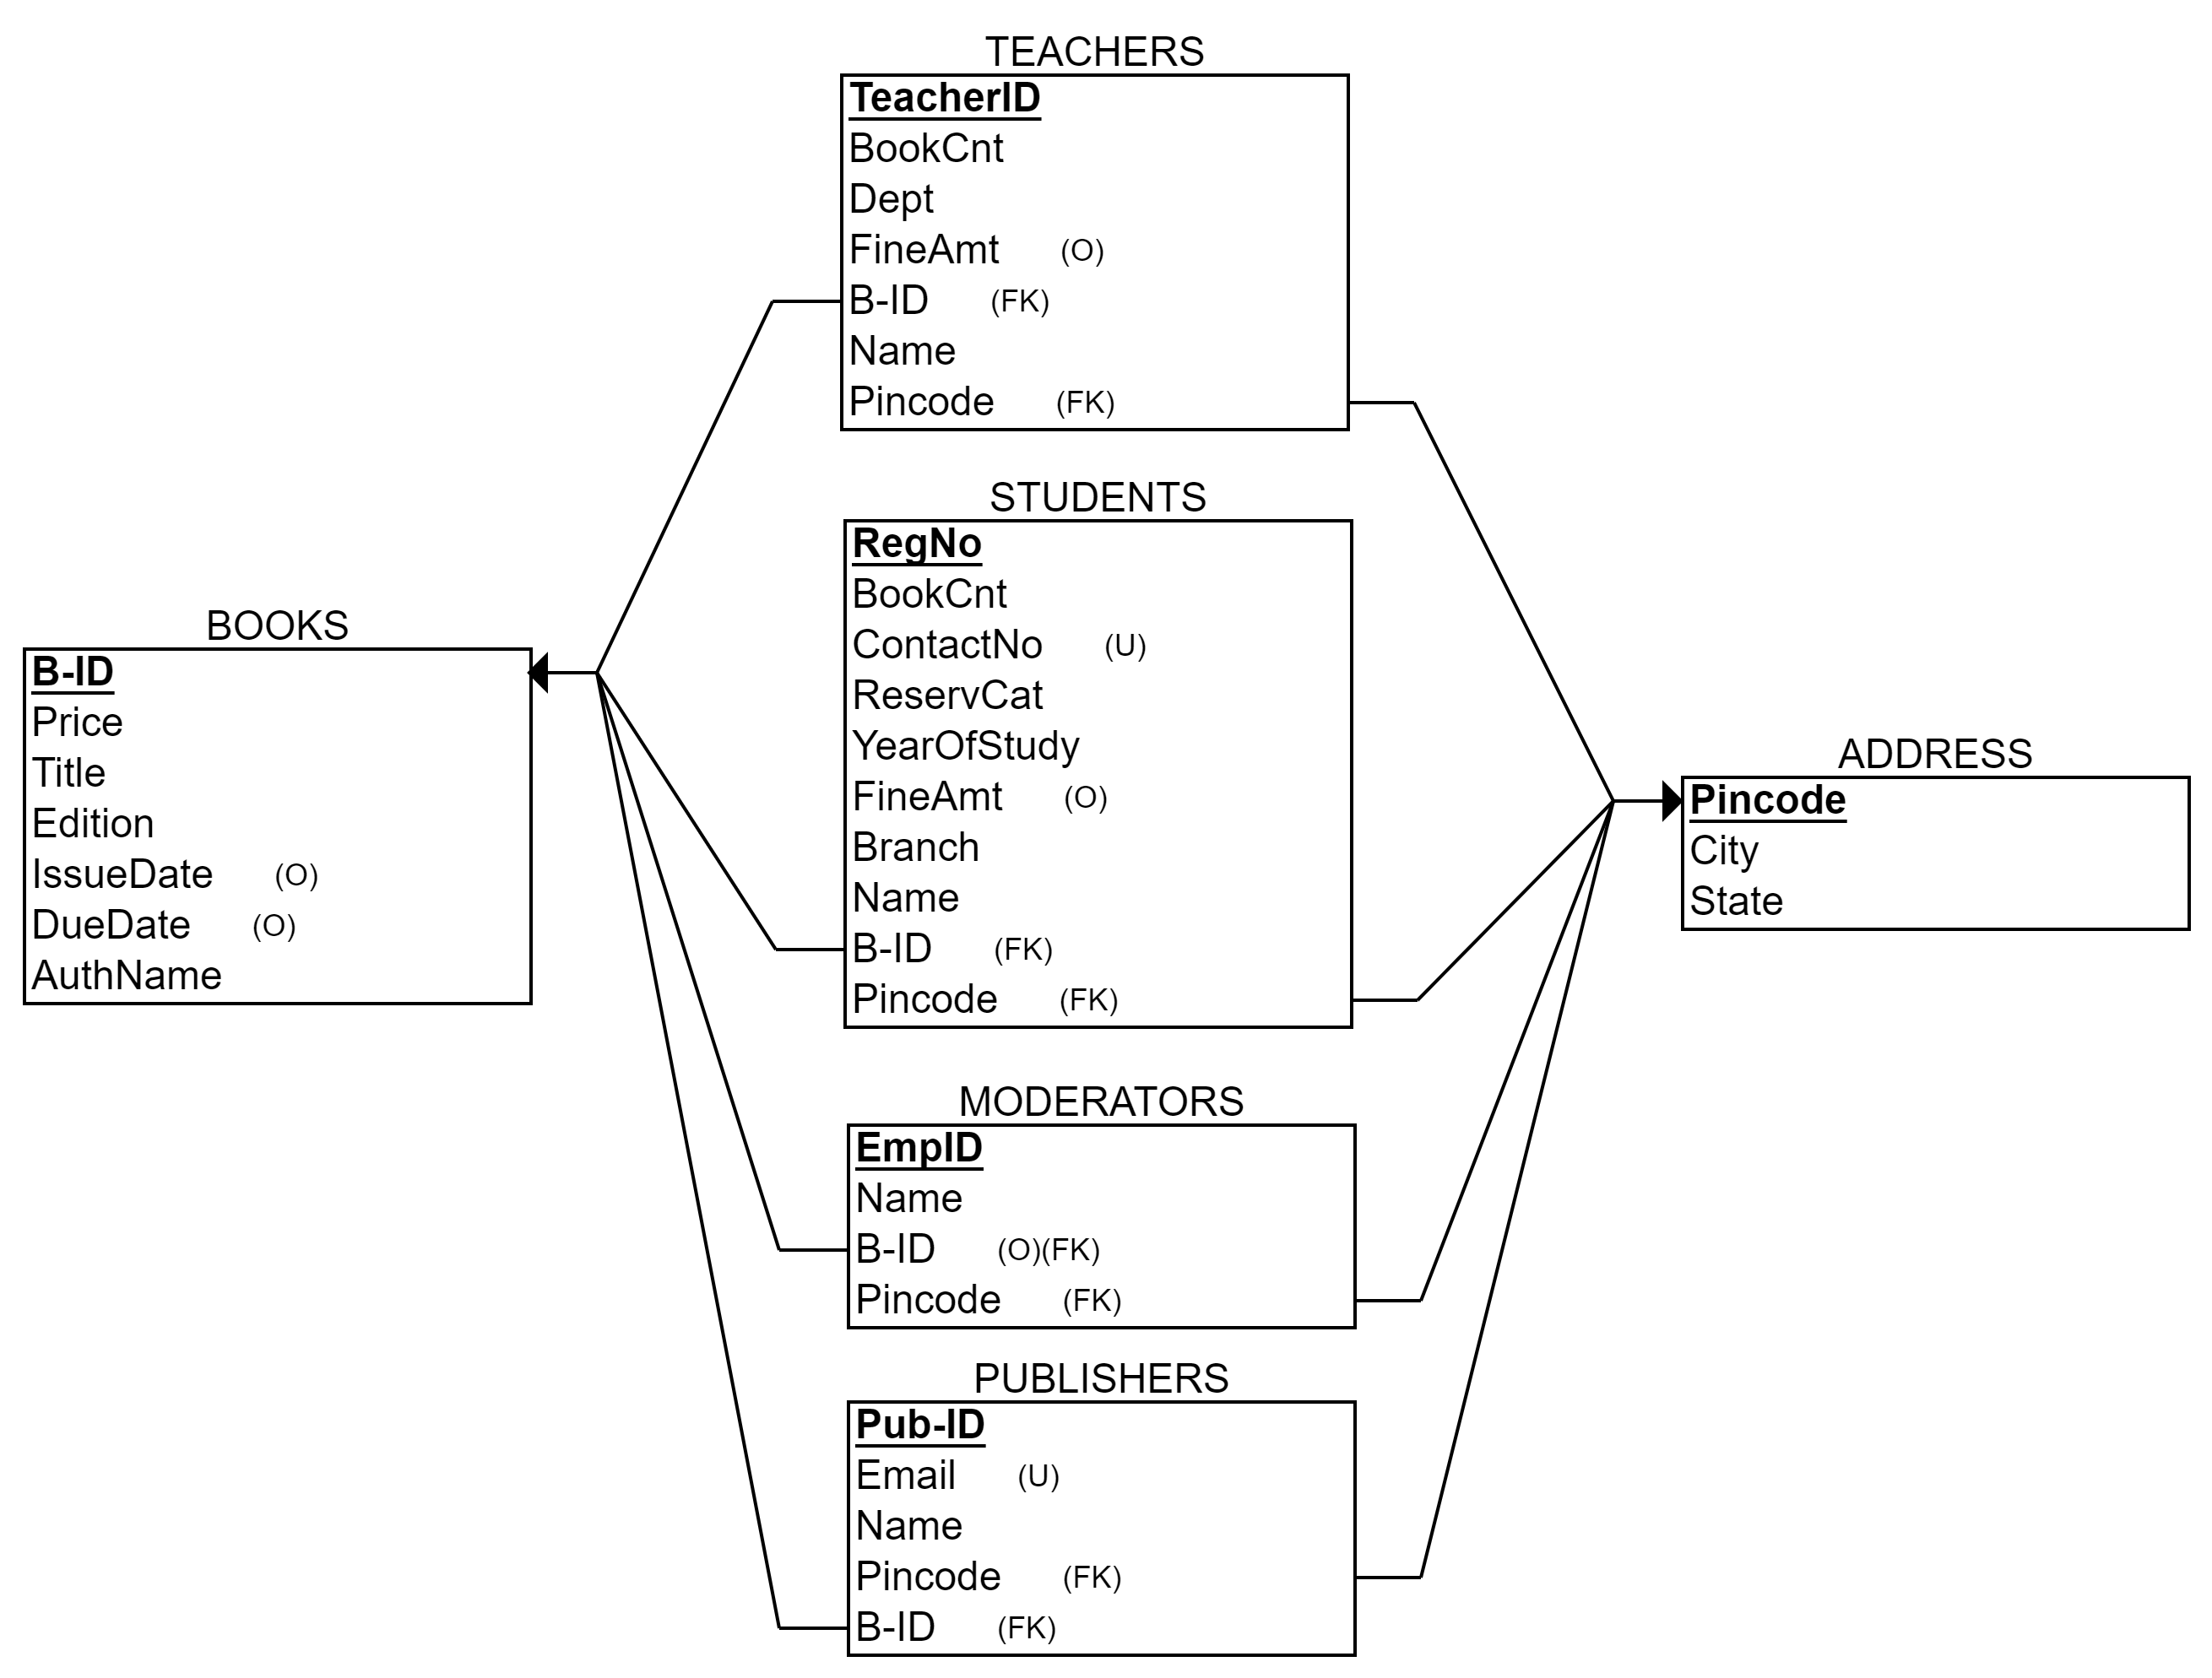 TEACHERS
TeacherID
BookCnt
Dept
FineAmt (O)
B-ID (FK)
Name
Pincode (FK)
STUDENTS
RegNo
BookCnt
ContactNo (U)
ReservCat
YearOfStudy
FineAmt (O)
Branch
Name
B-ID (FK)
Pincode (FK)
BOOKS
B-ID
Price
Title
Edition
IssueDate (O)
DueDate (O)
AuthName
ADDRESS
Pincode
City
State
MODERATORS
EmpID
Name
B-ID (O)(FK)
Pincode (FK)
PUBLISHERS
Pub-ID
Email (U)
Name
Pincode (FK)
B-ID (FK)